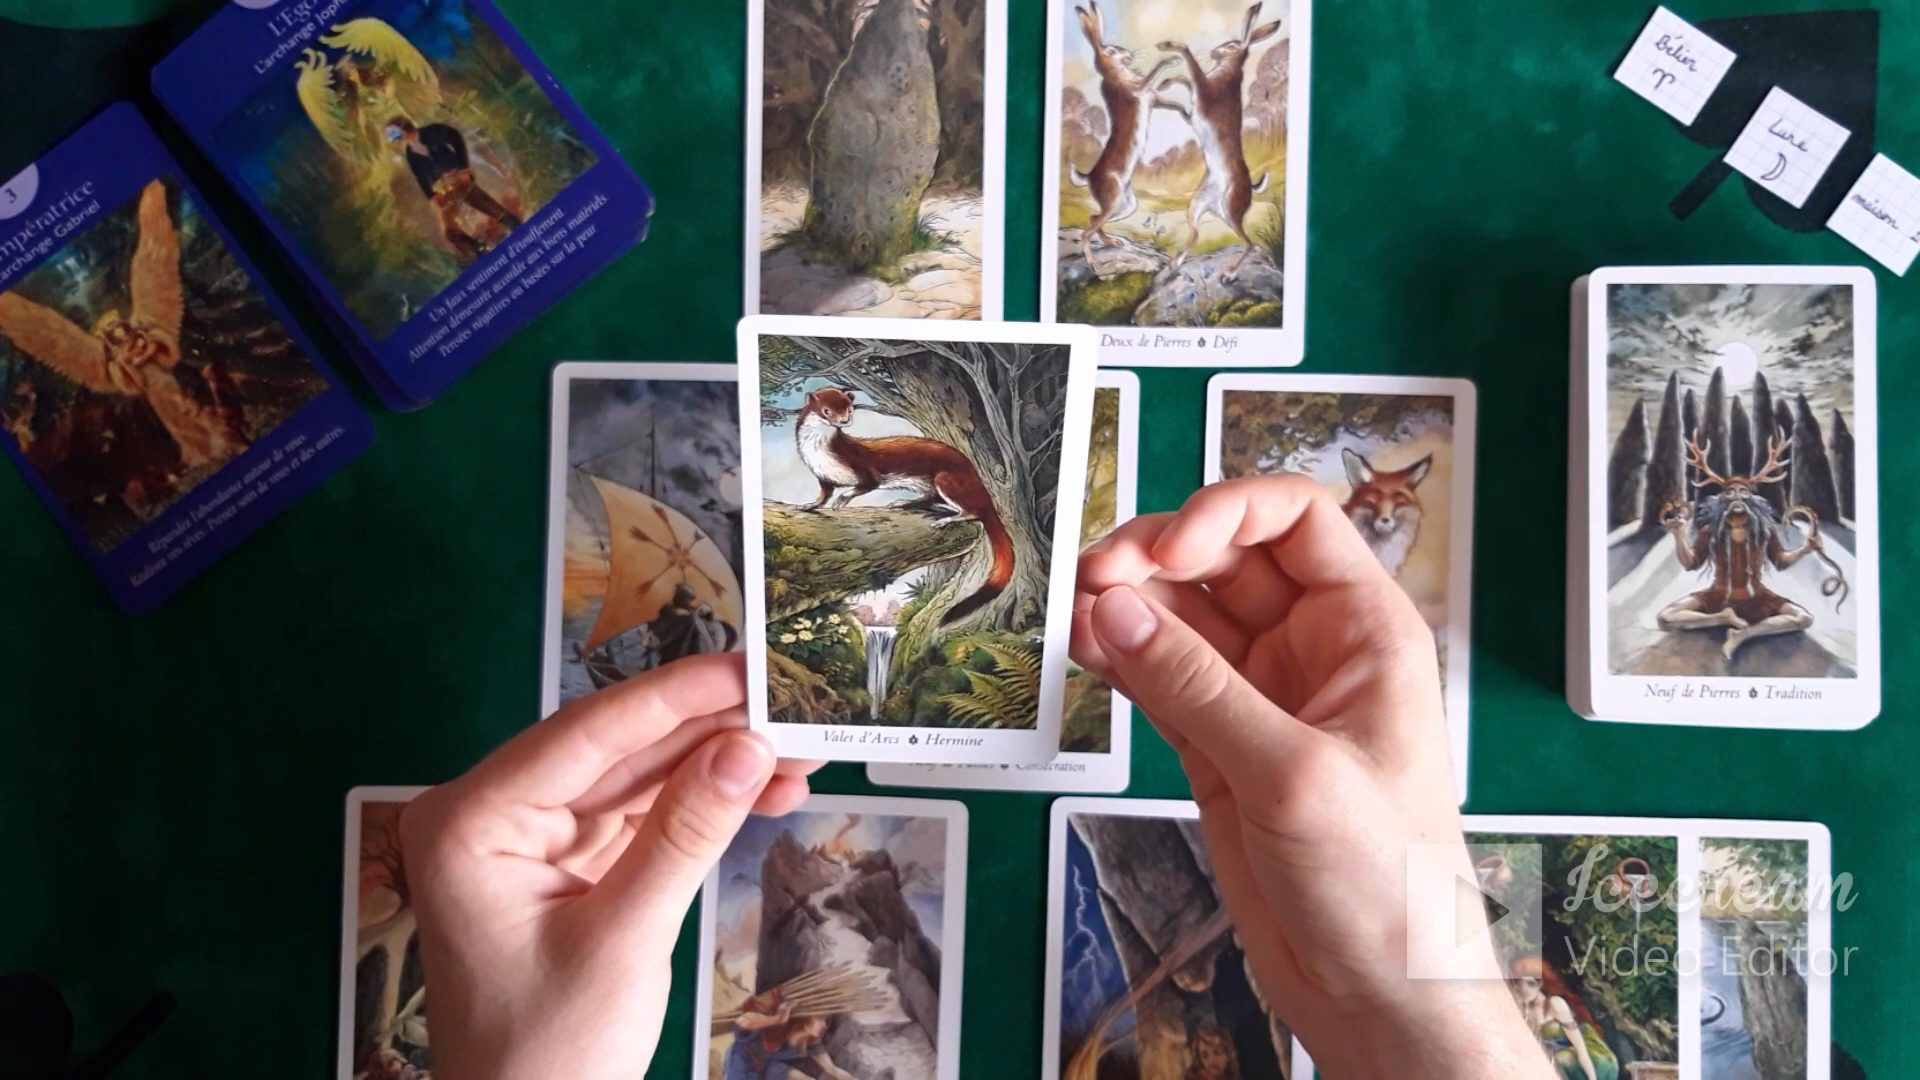 L'Ego
L'archange Joph
Un faux sentiment d'étouffement.
Attention démesurée accordée aux biens matériels.
Pensées négatives ou basées sur la peur.
3
mpératrice
archange Gabriel
Répandez l'abondance autour de vous.
Réalisez vos rêves. Prenez soin de vous et des autres.
Bélier
♈
Lune
☽
maison
Deux de Pierres Défi
Valet d'Arcs Hermine
Consécration
Neuf de Pierres Tradition
Icecream
Video Editor